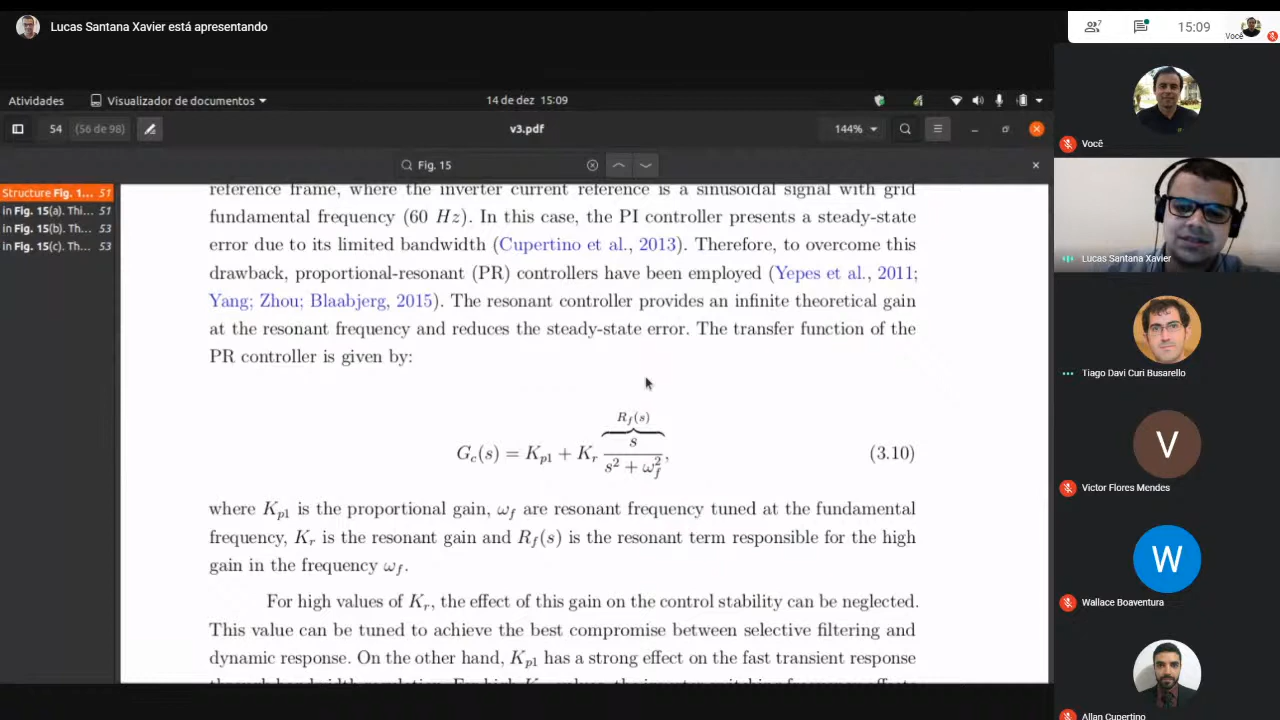 Lucas Santana Xavier está apresentando
7
15:09
Você
Atividades
Visualizador de documentos
14 de dez 15:09
54
(56 de 98)
v3.pdf
144%
Fig. 15
Structure Fig. 1... 51
in Fig. 15(a). Thi... 51
in Fig. 15(b). Th... 53
in Fig. 15(c). Th... 53
reference frame, where the inverter current reference is a sinusoidal signal with grid
fundamental frequency (60 Hz). In this case, the PI controller presents a steady-state
error due to its limited bandwidth (Cupertino et al., 2013). Therefore, to overcome this
drawback, proportional-resonant (PR) controllers have been employed (Yepes et al., 2011;
Yang; Zhou; Blaabjerg, 2015). The resonant controller provides an infinite theoretical gain
at the resonant frequency and reduces the steady-state error. The transfer function of the
PR controller is given by:
R_f(s)
G_c(s) = K_{p1} + K_r s / (s² + ω_f²), (3.10)
where K_{p1} is the proportional gain, ω_f are resonant frequency tuned at the fundamental
frequency, K_r is the resonant gain and R_f(s) is the resonant term responsible for the high
gain in the frequency ω_f.
For high values of K_r, the effect of this gain on the control stability can be neglected.
This value can be tuned to achieve the best compromise between selective filtering and
dynamic response. On the other hand, K_{p1} has a strong effect on the fast transient response
Você
Lucas Santana Xavier
Tiago Davi Curi Busarello
V
Victor Flores Mendes
W
Wallace Boaventura
Allan Cupertino